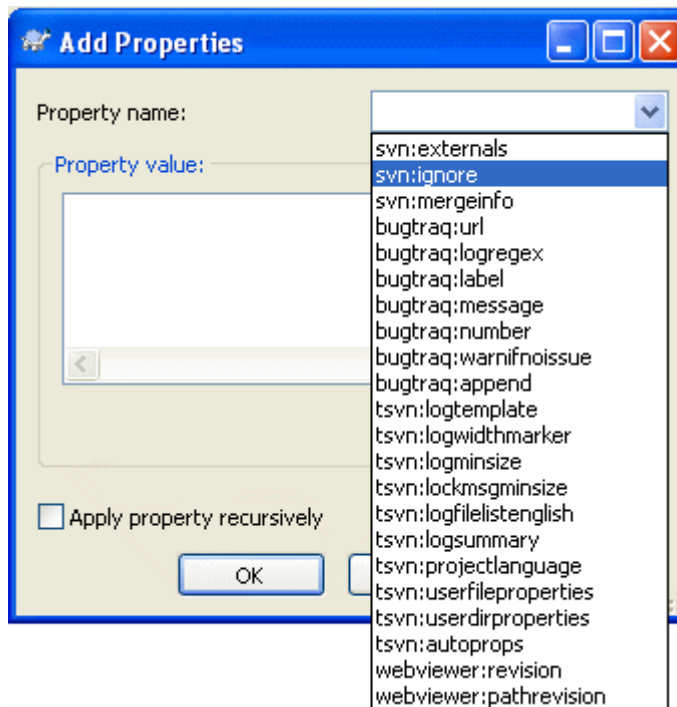 Add Properties
Property name:
svn:externals
svn:ignore
svn:mergeinfo
bugtraq:url
bugtraq:logregex
bugtraq:label
bugtraq:message
bugtraq:number
bugtraq:warnifnoissue
bugtraq:append
tsvn:logtemplate
tsvn:logwidthmarker
tsvn:logminsize
tsvn:lockmsgminsize
tsvn:logfilelistenglish
tsvn:logsummary
tsvn:projectlanguage
tsvn:userfileproperties
tsvn:userdirproperties
tsvn:autoprops
webviewer:revision
webviewer:pathrevision
Property value:
Apply property recursively
OK